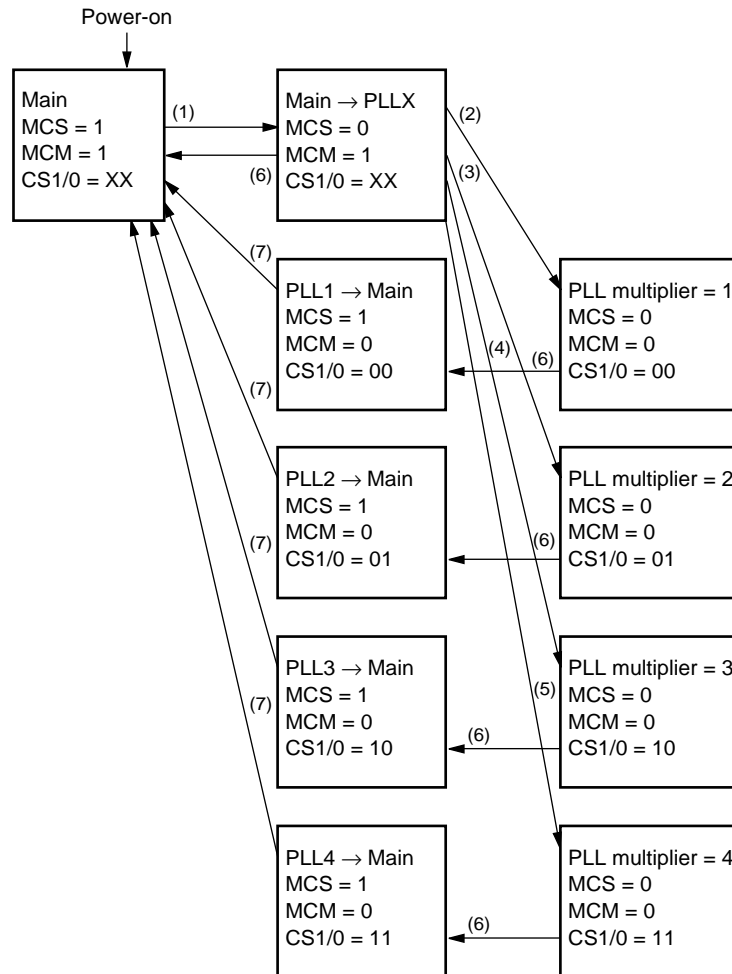 Power-on
Main
MCS = 1
MCM = 1
CS1/0 = XX
(1)
(6)
Main → PLLX
MCS = 0
MCM = 1
CS1/0 = XX
(2)
(3)
(4)
(5)
(7)
PLL1 → Main
MCS = 1
MCM = 0
CS1/0 = 00
(6)
PLL multiplier = 1
MCS = 0
MCM = 0
CS1/0 = 00
(7)
PLL2 → Main
MCS = 1
MCM = 0
CS1/0 = 01
(6)
PLL multiplier = 2
MCS = 0
MCM = 0
CS1/0 = 01
(7)
PLL3 → Main
MCS = 1
MCM = 0
CS1/0 = 10
(6)
PLL multiplier = 3
MCS = 0
MCM = 0
CS1/0 = 10
(7)
PLL4 → Main
MCS = 1
MCM = 0
CS1/0 = 11
(6)
PLL multiplier = 4
MCS = 0
MCM = 0
CS1/0 = 11